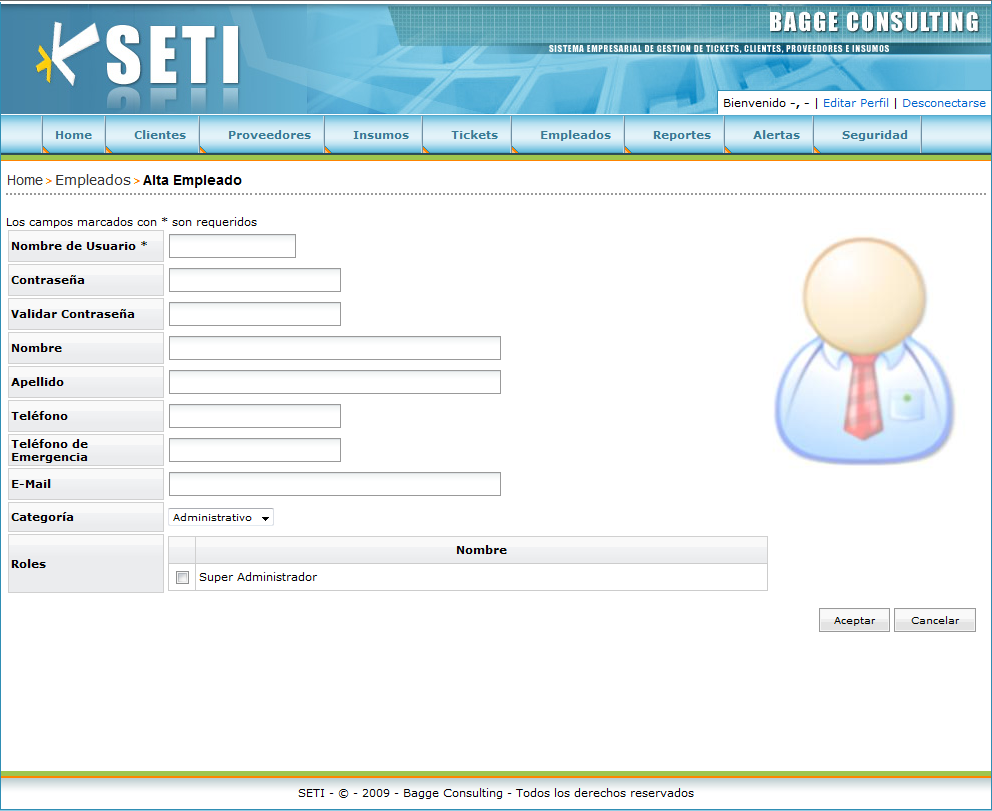 SETI
BAGGE CONSULTING
SISTEMA EMPRESARIAL DE GESTION DE TICKETS, CLIENTES, PROVEEDORES E INSUMOS
Bienvenido -, - | Editar Perfil | Desconectarse
Home Clientes Proveedores Insumos Tickets Empleados Reportes Alertas Seguridad
Home > Empleados > Alta Empleado
Los campos marcados con * son requeridos
Nombre de Usuario *
Contraseña
Validar Contraseña
Nombre
Apellido
Teléfono
Teléfono de
Emergencia
E-Mail
Categoría Administrativo
Nombre
Roles
Super Administrador
Aceptar Cancelar
SETI - © - 2009 - Bagge Consulting - Todos los derechos reservados